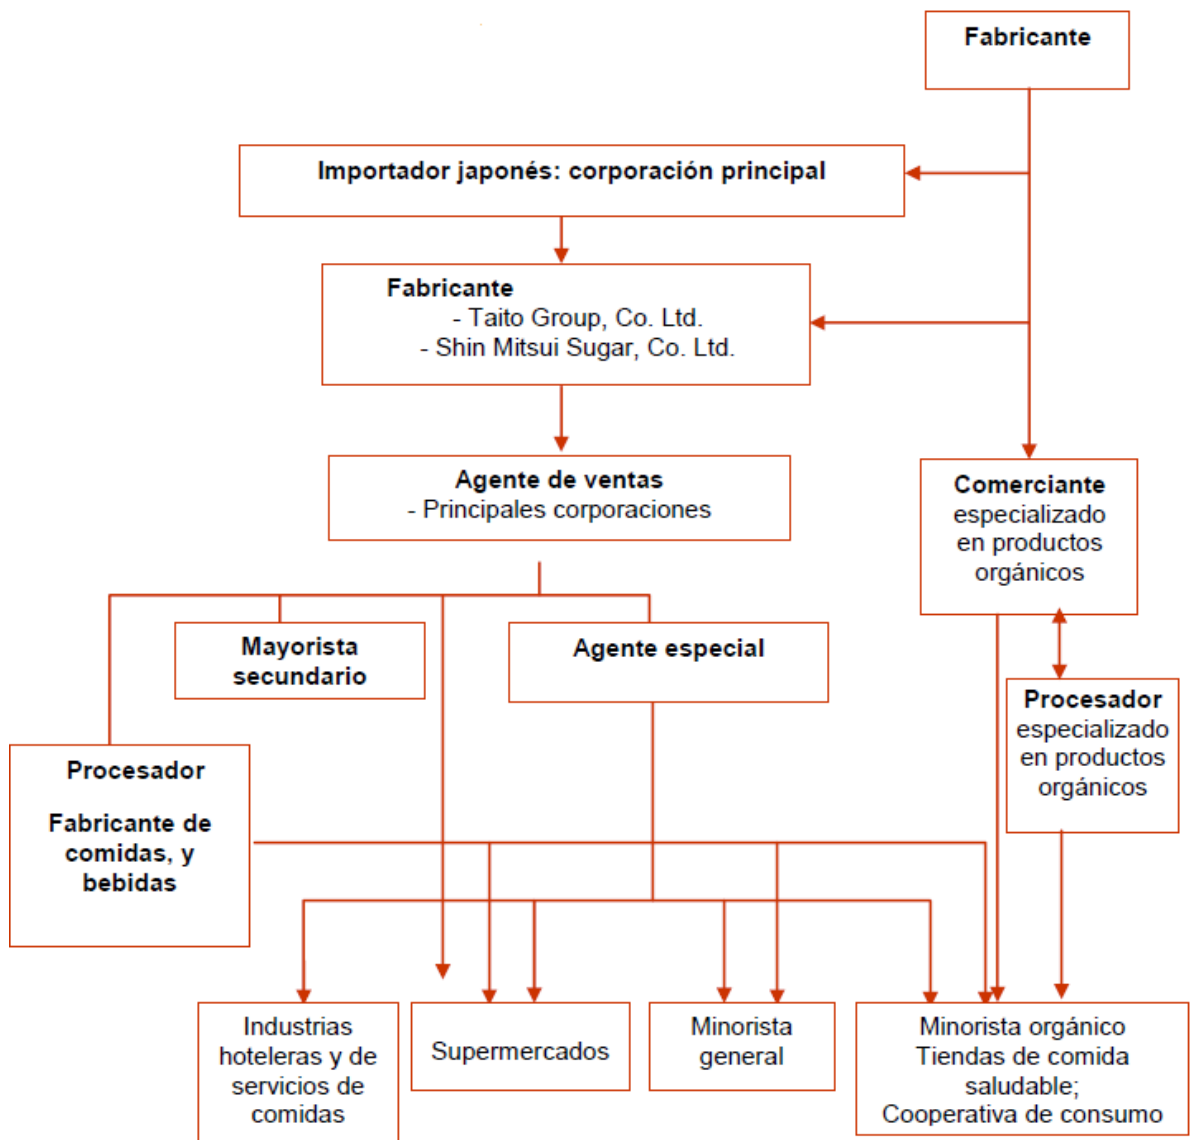 Fabricante
Importador japonés: corporación principal
Fabricante
- Taito Group, Co. Ltd.
- Shin Mitsui Sugar, Co. Ltd.
Agente de ventas
- Principales corporaciones
Comerciante
especializado
en productos
orgánicos
Mayorista
secundario
Agente especial
Procesador
especializado
en productos
orgánicos
Procesador
Fabricante de
comidas, y
bebidas
Industrias
hoteleras y de
servicios de
comidas
Supermercados
Minorista
general
Minorista orgánico
Tiendas de comida
saludable;
Cooperativa de consumo